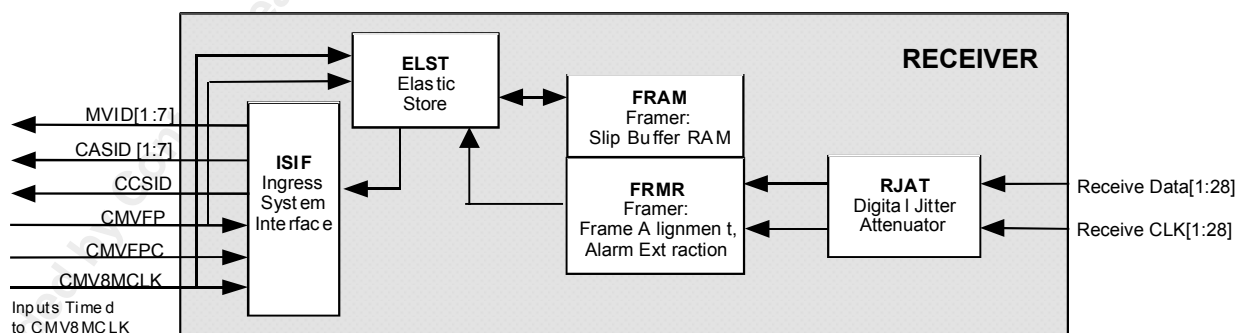 RECEIVER
ELST
Elastic
Store
FRAM
Framer:
Slip Buffer RAM
MVID[1:7]
CASID [1:7]
CCSID
CMVFP
CMVFPC
CMV8MCLK
Inputs Timed
to CMV8MCLK
ISIF
Ingress
System
Interface
FRMR
Framer:
Frame Alignment,
Alarm Extraction
RJAT
Digital Jitter
Attenuator
Receive Data[1:28]
Receive CLK[1:28]